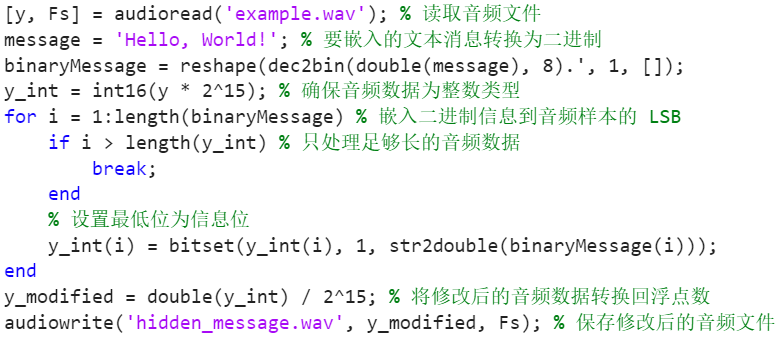 [y, Fs] = audioread('example.wav'); % 读取音频文件
message = 'Hello, World!'; % 要嵌入的文本消息转换为二进制
binaryMessage = reshape(dec2bin(double(message), 8).', 1, []);
y_int = int16(y * 2^15); % 确保音频数据为整数类型
for i = 1:length(binaryMessage) % 嵌入二进制信息到音频样本的 LSB
    if i > length(y_int) % 只处理足够长的音频数据
        break;
    end
    % 设置最低位为信息位
    y_int(i) = bitset(y_int(i), 1, str2double(binaryMessage(i)));
end
y_modified = double(y_int) / 2^15; % 将修改后的音频数据转换回浮点数
audiowrite('hidden_message.wav', y_modified, Fs); % 保存修改后的音频文件